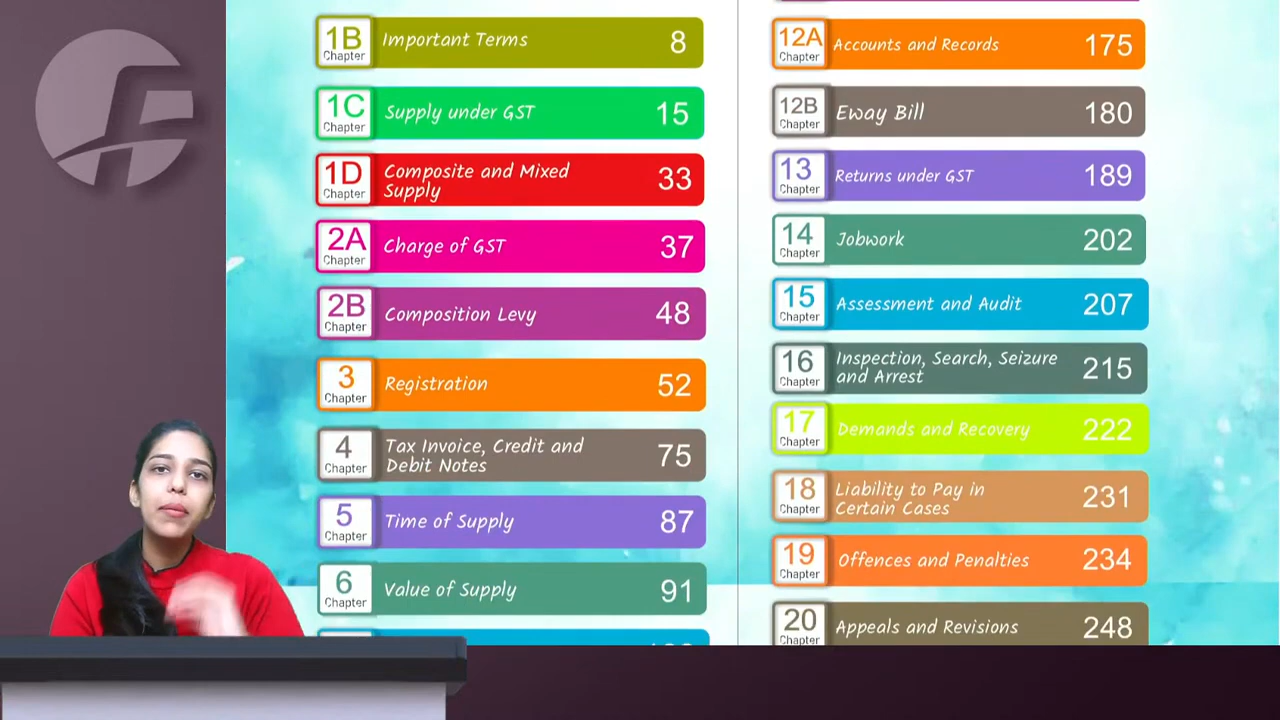 1B
Chapter
Important Terms
8
1C
Chapter
Supply under GST
15
1D
Chapter
Composite and Mixed
Supply
33
2A
Chapter
Charge of GST
37
2B
Chapter
Composition Levy
48
3
Chapter
Registration
52
4
Chapter
Tax Invoice, Credit and
Debit Notes
75
5
Chapter
Time of Supply
87
6
Chapter
Value of Supply
91
12A
Chapter
Accounts and Records
175
12B
Chapter
Eway Bill
180
13
Chapter
Returns under GST
189
14
Chapter
Jobwork
202
15
Chapter
Assessment and Audit
207
16
Chapter
Inspection, Search, Seizure
and Arrest
215
17
Chapter
Demands and Recovery
222
18
Chapter
Liability to Pay in
Certain Cases
231
19
Chapter
Offences and Penalties
234
20
Chapter
Appeals and Revisions
248